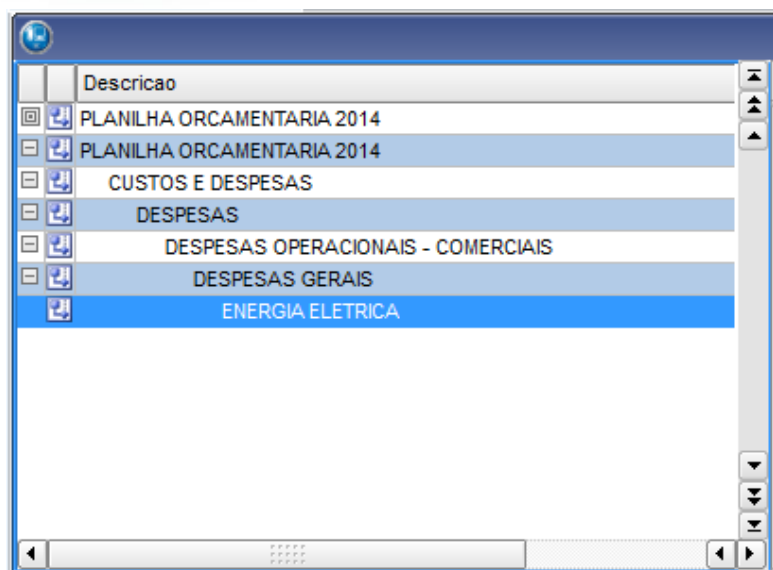 Descricao
PLANILHA ORCAMENTARIA 2014
PLANILHA ORCAMENTARIA 2014
CUSTOS E DESPESAS
DESPESAS
DESPESAS OPERACIONAIS - COMERCIAIS
DESPESAS GERAIS
ENERGIA ELETRICA